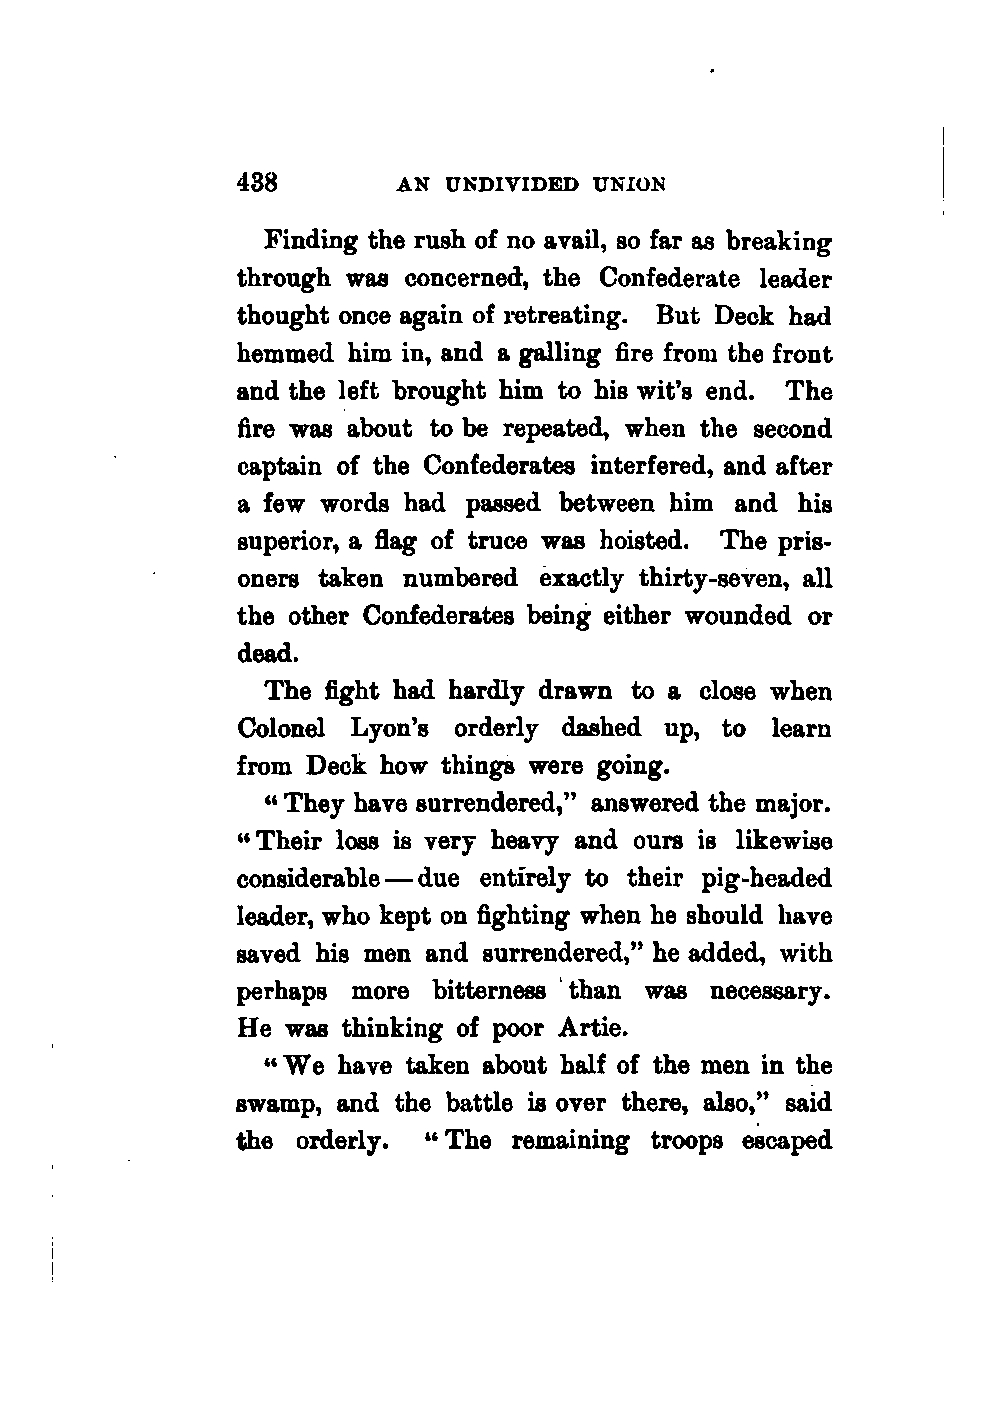 438 AN UNDIVIDED UNION
Finding the rush of no avail, so far as breaking
through was concerned, the Confederate leader
thought once again of retreating. But Deck had
hemmed him in, and a galling fire from the front
and the left brought him to his wit's end. The
fire was about to be repeated, when the second
captain of the Confederates interfered, and after
a few words had passed between him and his
superior, a flag of truce was hoisted. The pris-
oners taken numbered exactly thirty-seven, all
the other Confederates being either wounded or
dead.
The fight had hardly drawn to a close when
Colonel Lyon's orderly dashed up, to learn
from Deck how things were going.
“They have surrendered,” answered the major.
“Their loss is very heavy and ours is likewise
considerable—due entirely to their pig-headed
leader, who kept on fighting when he should have
saved his men and surrendered,” he added, with
perhaps more bitterness than was necessary.
He was thinking of poor Artie.
“We have taken about half of the men in the
swamp, and the battle is over there, also,” said
the orderly. “The remaining troops escaped